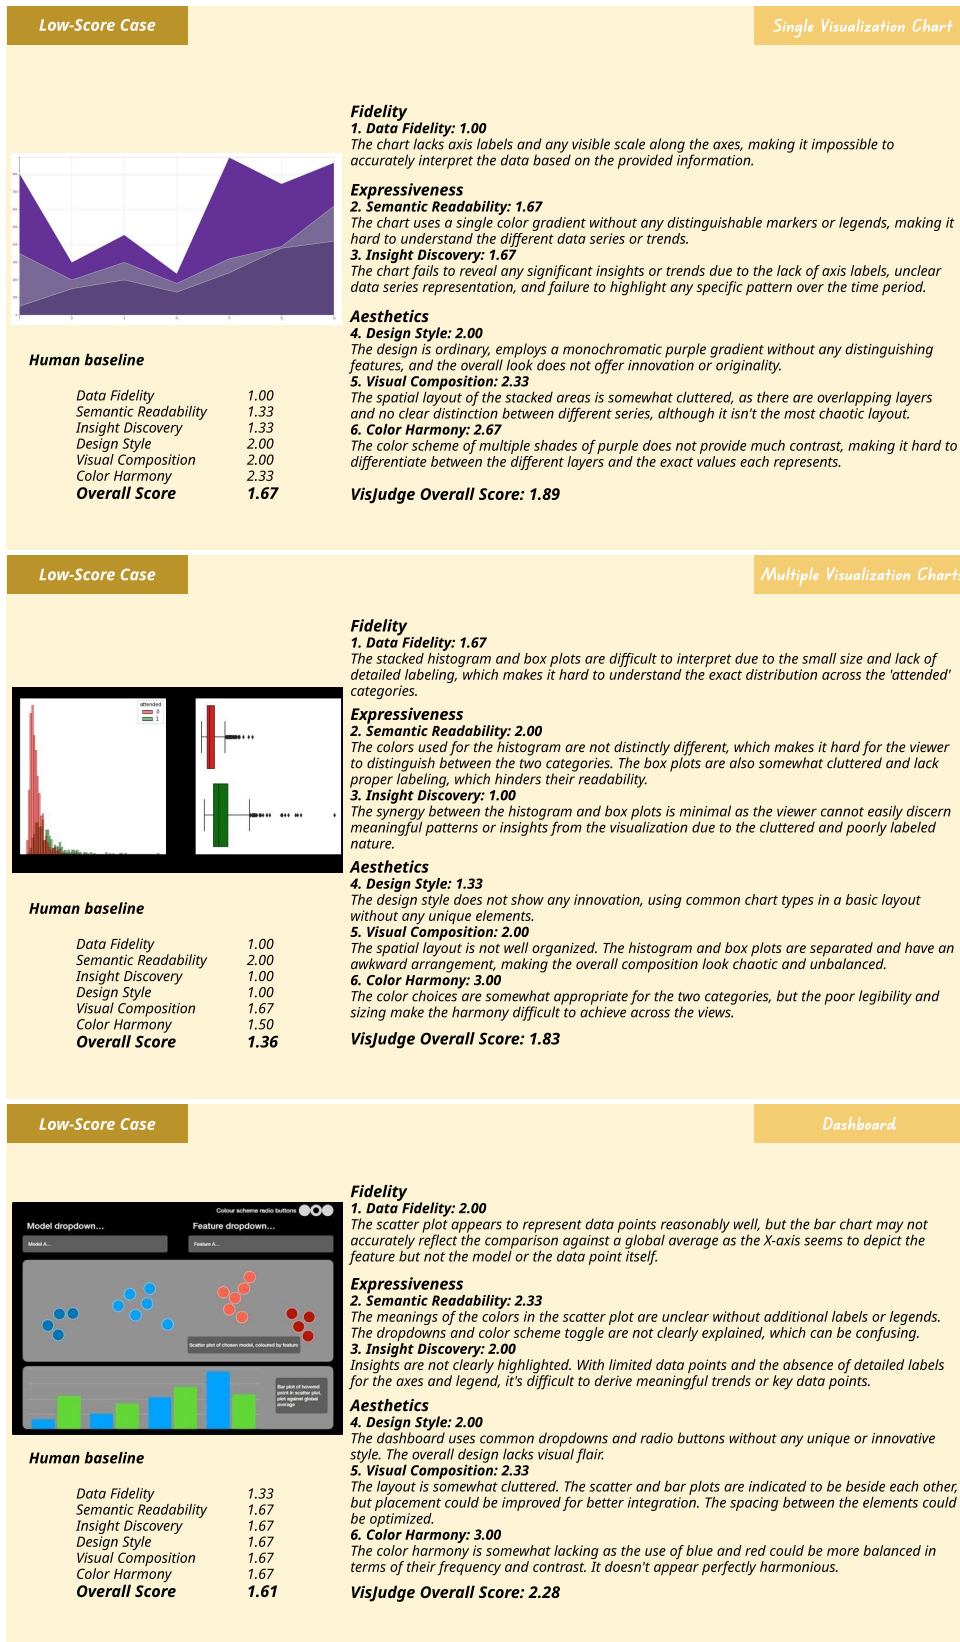 Low-Score Case
Single Visualization Chart
Fidelity
1. Data Fidelity: 1.00
The chart lacks axis labels and any visible scale along the axes, making it impossible to
accurately interpret the data based on the provided information.
Expressiveness
2. Semantic Readability: 1.67
The chart uses a single color gradient without any distinguishable markers or legends, making it
hard to understand the different data series or trends.
3. Insight Discovery: 1.67
The chart fails to reveal any significant insights or trends due to the lack of axis labels, unclear
data series representation, and failure to highlight any specific pattern over the time period.
Aesthetics
4. Design Style: 2.00
The design is ordinary, employs a monochromatic purple gradient without any distinguishing
features, and the overall look does not offer innovation or originality.
5. Visual Composition: 2.33
The spatial layout of the stacked areas is somewhat cluttered, as there are overlapping layers
and no clear distinction between different series, although it isn't the most chaotic layout.
6. Color Harmony: 2.67
The color scheme of multiple shades of purple does not provide much contrast, making it hard to
differentiate between the different layers and the exact values each represents.
VisJudge Overall Score: 1.89
Human baseline
Data Fidelity 1.00
Semantic Readability 1.33
Insight Discovery 1.33
Design Style 2.00
Visual Composition 2.00
Color Harmony 2.33
Overall Score 1.67
Low-Score Case
Multiple Visualization Charts
Fidelity
1. Data Fidelity: 1.67
The stacked histogram and box plots are difficult to interpret due to the small size and lack of
detailed labeling, which makes it hard to understand the exact distribution across the 'attended'
categories.
Expressiveness
2. Semantic Readability: 2.00
The colors used for the histogram are not distinctly different, which makes it hard for the viewer
to distinguish between the two categories. The box plots are also somewhat cluttered and lack
proper labeling, which hinders their readability.
3. Insight Discovery: 1.00
The synergy between the histogram and box plots is minimal as the viewer cannot easily discern
meaningful patterns or insights from the visualization due to the cluttered and poorly labeled
nature.
Aesthetics
4. Design Style: 1.33
The design style does not show any innovation, using common chart types in a basic layout
without any unique elements.
5. Visual Composition: 2.00
The spatial layout is not well organized. The histogram and box plots are separated and have an
awkward arrangement, making the overall composition look chaotic and unbalanced.
6. Color Harmony: 3.00
The color choices are somewhat appropriate for the two categories, but the poor legibility and
sizing make the harmony difficult to achieve across the views.
VisJudge Overall Score: 1.83
attended
0
1
Human baseline
Data Fidelity 1.00
Semantic Readability 2.00
Insight Discovery 1.00
Design Style 1.00
Visual Composition 1.67
Color Harmony 1.50
Overall Score 1.36
Low-Score Case
Dashboard
Fidelity
1. Data Fidelity: 2.00
The scatter plot appears to represent data points reasonably well, but the bar chart may not
accurately reflect the comparison against a global average as the X-axis seems to depict the
feature but not the model or the data point itself.
Expressiveness
2. Semantic Readability: 2.33
The meanings of the colors in the scatter plot are unclear without additional labels or legends.
The dropdowns and color scheme toggle are not clearly explained, which can be confusing.
3. Insight Discovery: 2.00
Insights are not clearly highlighted. With limited data points and the absence of detailed labels
for the axes and legend, it's difficult to derive meaningful trends or key data points.
Aesthetics
4. Design Style: 2.00
The dashboard uses common dropdowns and radio buttons without any unique or innovative
style. The overall design lacks visual flair.
5. Visual Composition: 2.33
The layout is somewhat cluttered. The scatter and bar plots are indicated to be beside each other,
but placement could be improved for better integration. The spacing between the elements could
be optimized.
6. Color Harmony: 3.00
The color harmony is somewhat lacking as the use of blue and red could be more balanced in
terms of their frequency and contrast. It doesn't appear perfectly harmonious.
VisJudge Overall Score: 2.28
Colour scheme radio buttons
Model dropdown...
Feature dropdown...
Model A...
Feature A...
Scatter plot of chosen model, coloured by feature
Bar plot of hovered
point in scatter plot,
plot against global
average
Human baseline
Data Fidelity 1.33
Semantic Readability 1.67
Insight Discovery 1.67
Design Style 1.67
Visual Composition 1.67
Color Harmony 1.67
Overall Score 1.61